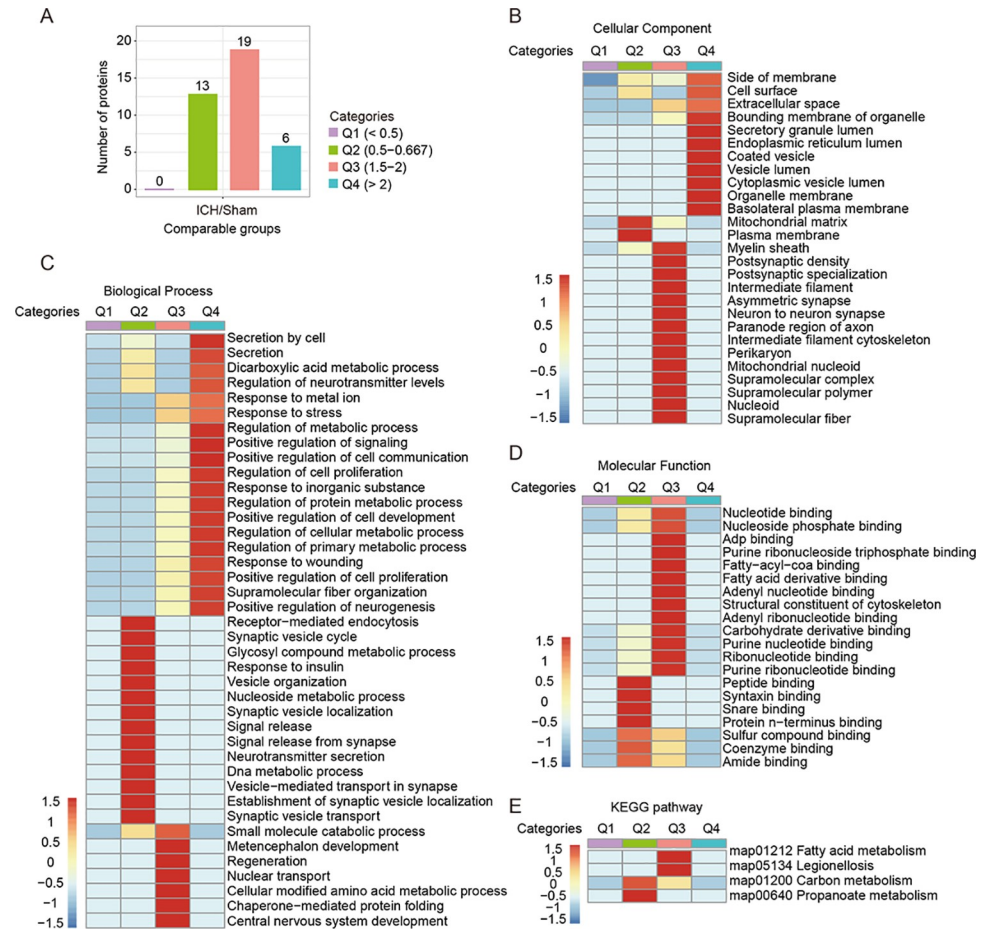 A
Number of proteins
20
15
10
5
0
0
13
19
6
ICH/Sham
Comparable groups
Categories
Q1 (< 0.5)
Q2 (0.5−0.667)
Q3 (1.5−2)
Q4 (> 2)
B
Cellular Component
Categories Q1 Q2 Q3 Q4
Side of membrane
Cell surface
Extracellular space
Bounding membrane of organelle
Secretory granule lumen
Endoplasmic reticulum lumen
Coated vesicle
Vesicle lumen
Cytoplasmic vesicle lumen
Organelle membrane
Basolateral plasma membrane
Mitochondrial matrix
Plasma membrane
Myelin sheath
Postsynaptic density
Postsynaptic specialization
Intermediate filament
Asymmetric synapse
Neuron to neuron synapse
Paranode region of axon
Intermediate filament cytoskeleton
Perikaryon
Mitochondrial nucleoid
Supramolecular complex
Supramolecular polymer
Nucleoid
Supramolecular fiber
1.5
1
0.5
0
−0.5
−1
−1.5
C
Biological Process
Categories Q1 Q2 Q3 Q4
Secretion by cell
Secretion
Dicarboxylic acid metabolic process
Regulation of neurotransmitter levels
Response to metal ion
Response to stress
Regulation of metabolic process
Positive regulation of signaling
Positive regulation of cell communication
Regulation of cell proliferation
Response to inorganic substance
Regulation of protein metabolic process
Positive regulation of cell development
Regulation of cellular metabolic process
Regulation of primary metabolic process
Response to wounding
Positive regulation of cell proliferation
Supramolecular fiber organization
Positive regulation of neurogenesis
Receptor−mediated endocytosis
Synaptic vesicle cycle
Glycosyl compound metabolic process
Response to insulin
Vesicle organization
Nucleoside metabolic process
Synaptic vesicle localization
Signal release
Signal release from synapse
Neurotransmitter secretion
Dna metabolic process
Vesicle−mediated transport in synapse
Establishment of synaptic vesicle localization
Synaptic vesicle transport
Small molecule catabolic process
Metencephalon development
Regeneration
Nuclear transport
Cellular modified amino acid metabolic process
Chaperone−mediated protein folding
Central nervous system development
1.5
1
0.5
0
−0.5
−1
−1.5
D
Molecular Function
Categories Q1 Q2 Q3 Q4
Nucleotide binding
Nucleoside phosphate binding
Adp binding
Purine ribonucleoside triphosphate binding
Fatty−acyl−coa binding
Fatty acid derivative binding
Adenyl nucleotide binding
Structural constituent of cytoskeleton
Adenyl ribonucleotide binding
Carbohydrate derivative binding
Purine nucleotide binding
Ribonucleotide binding
Purine ribonucleotide binding
Peptide binding
Syntaxin binding
Snare binding
Protein n−terminus binding
Sulfur compound binding
Coenzyme binding
Amide binding
1.5
1
0.5
0
−0.5
−1
−1.5
E
KEGG pathway
Categories Q1 Q2 Q3 Q4
map01212 Fatty acid metabolism
map05134 Legionellosis
map01200 Carbon metabolism
map00640 Propanoate metabolism
1.5
1
0.5
0
−0.5
−1
−1.5